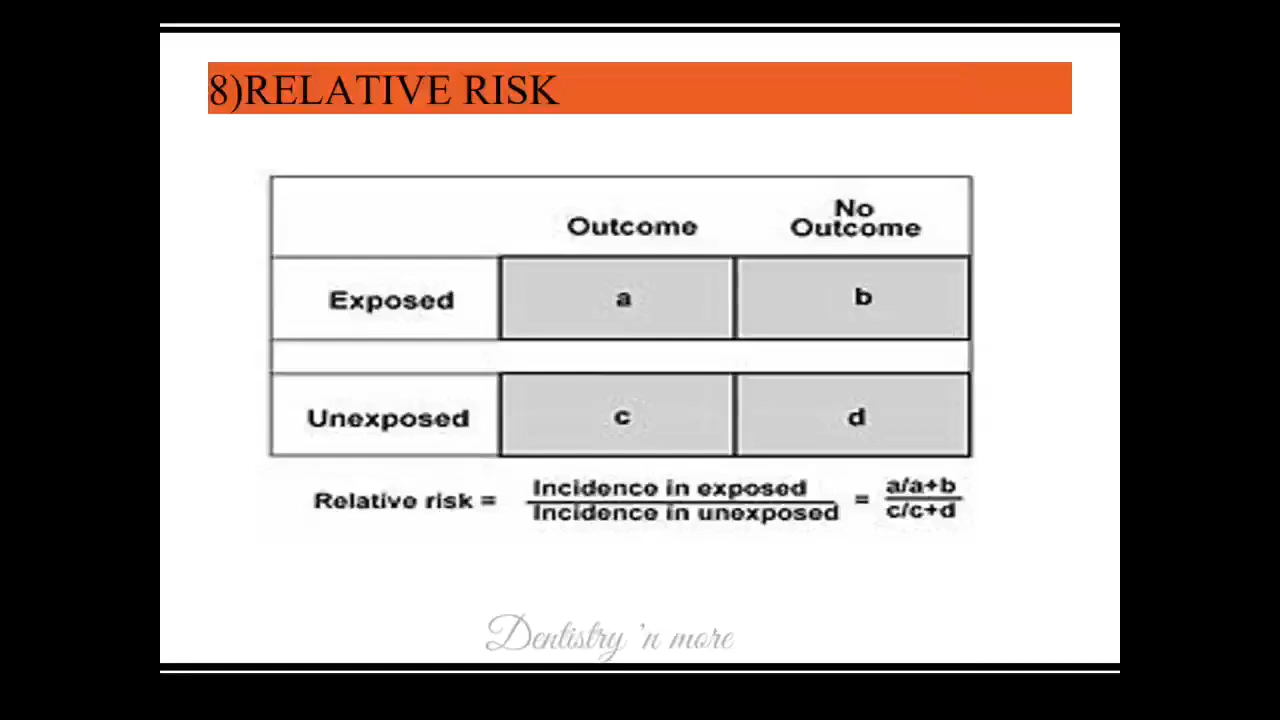 8)RELATIVE RISK
Outcome
No
Outcome
Exposed
a
b
Unexposed
c
d
Relative risk = Incidence in exposed / Incidence in unexposed = a/a+b / c/c+d
Dentistry 'n more